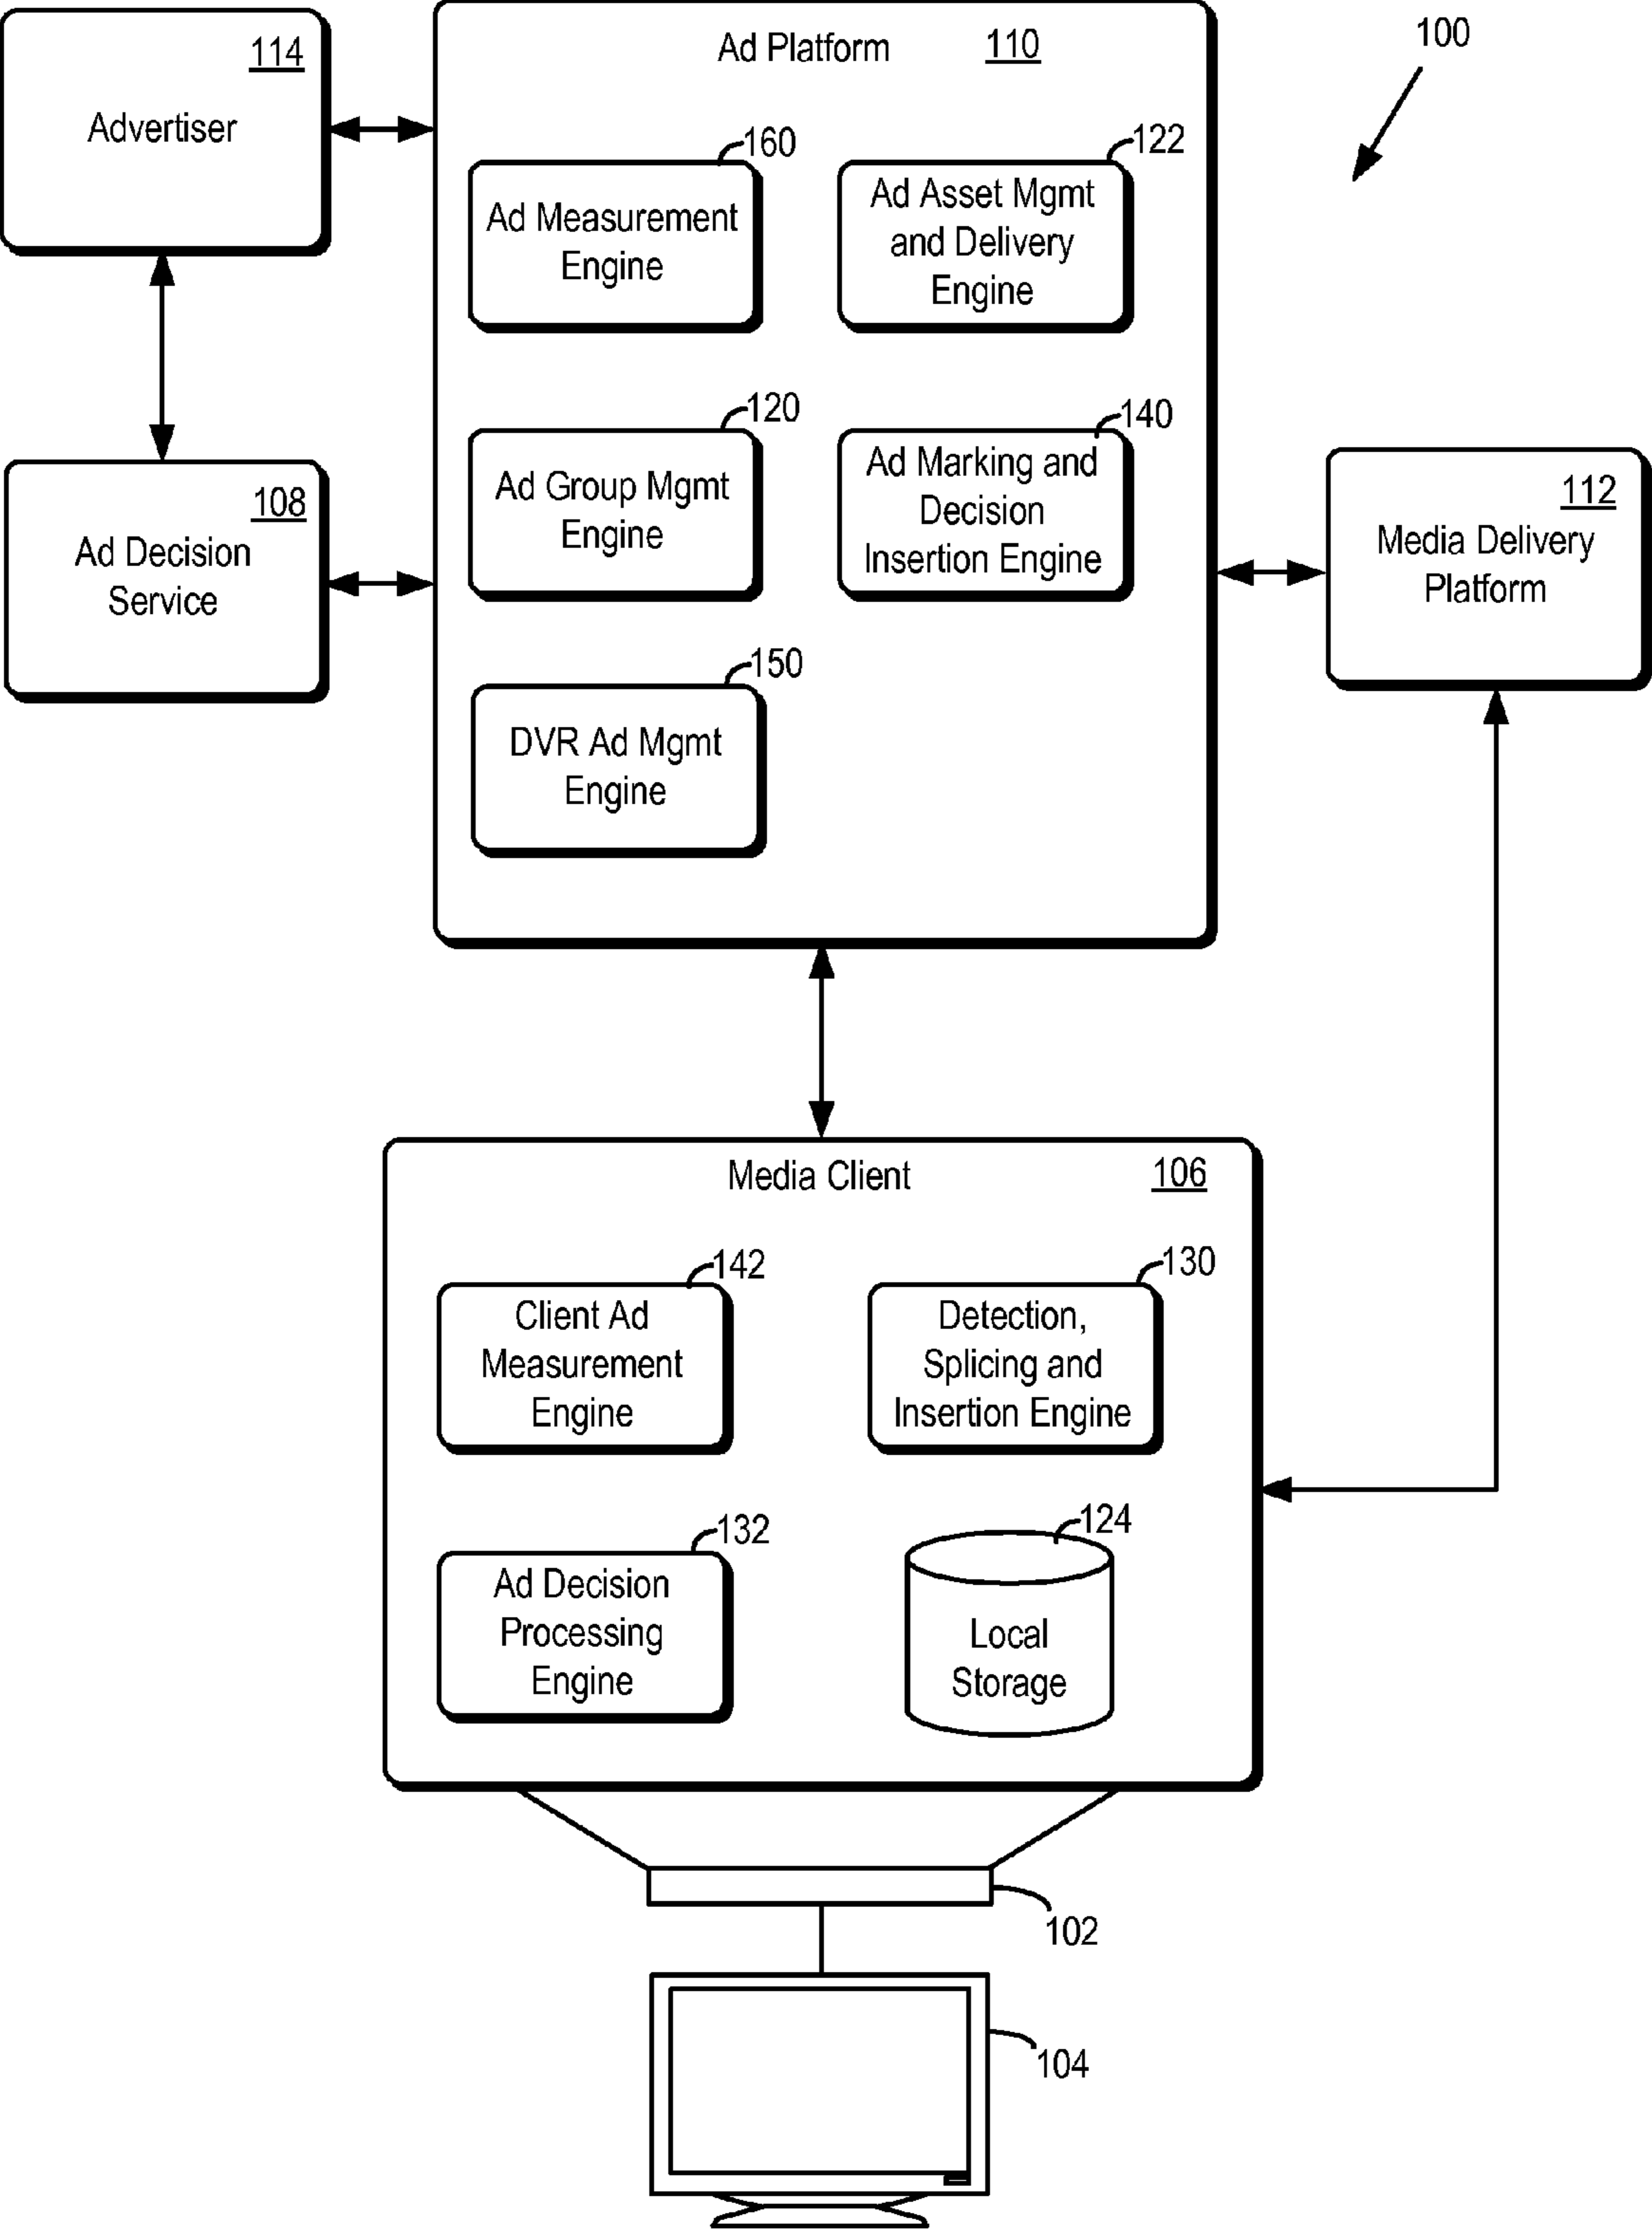 100
114
Advertiser
Ad Platform 110
160
Ad Measurement
Engine
122
Ad Asset Mgmt
and Delivery
Engine
120
Ad Group Mgmt
Engine
140
Ad Marking and
Decision
Insertion Engine
150
DVR Ad Mgmt
Engine
108
Ad Decision
Service
112
Media Delivery
Platform
Media Client 106
142
Client Ad
Measurement
Engine
130
Detection,
Splicing and
Insertion Engine
132
Ad Decision
Processing
Engine
124
Local
Storage
102
104